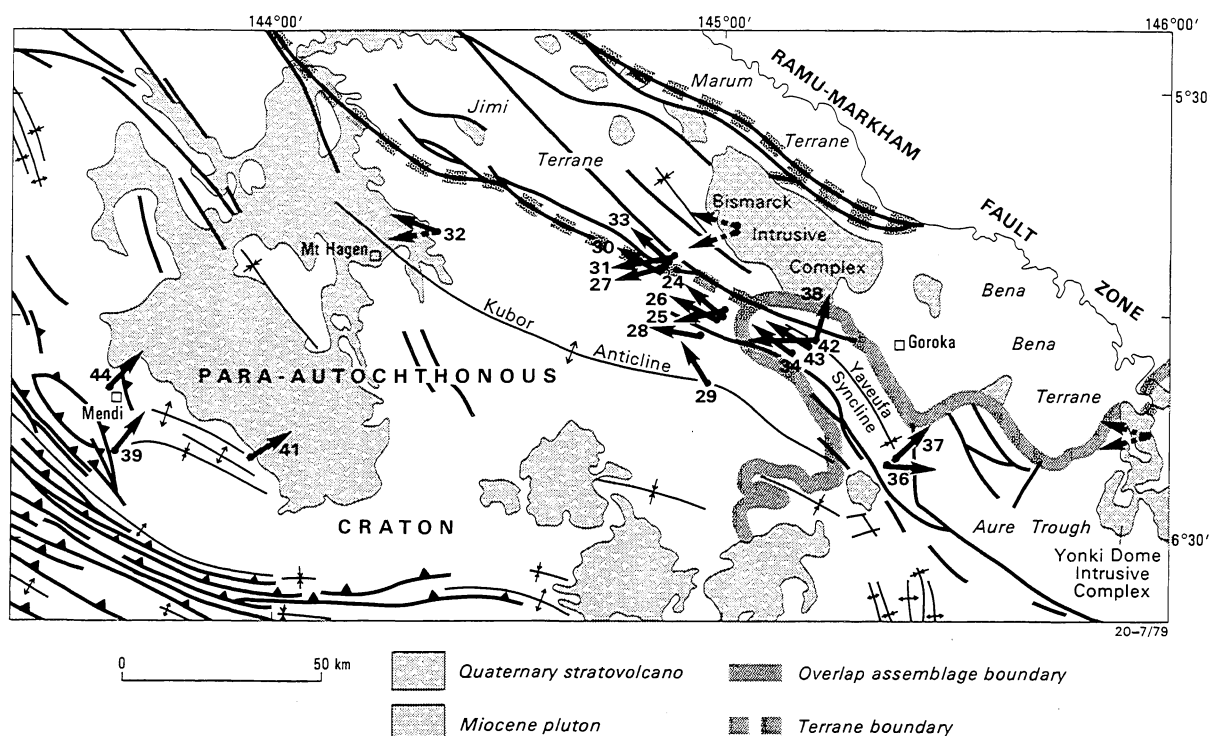 144°00'
145°00'
146°00'
5°30'
RAMU-MARKHAM
FAULT
ZONE
Marum
Terrane
Jimi
Terrane
Bismarck
Intrusive
Complex
33
30
31
27
24
26
25
28
29
32
Mt Hagen
38
42
43
34
Goroka
Bena
Bena
Terrane
Kubor
Anticline
Yaveufa
Syncline
PARA-AUTOCHTHONOUS
CRATON
44
Mendi
39
41
37
36
Aure Trough
6°30'
Yonki Dome
Intrusive
Complex
20-7/79
0 50 km
Quaternary stratovolcano
Overlap assemblage boundary
Miocene pluton
Terrane boundary